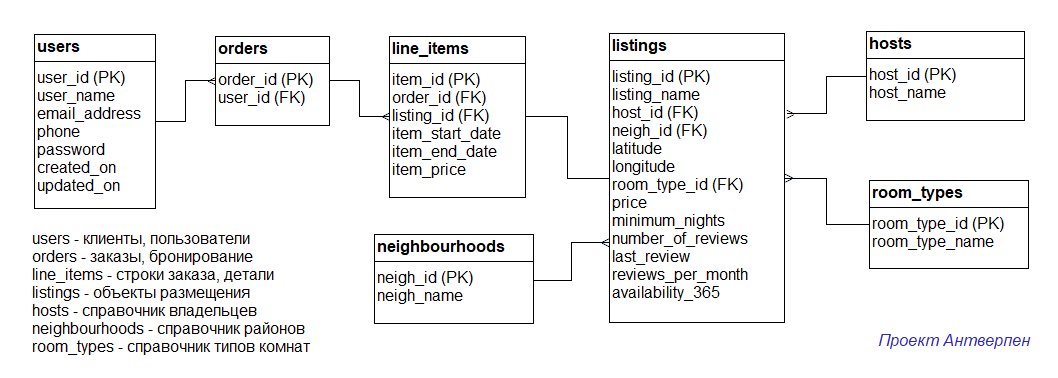 users
user_id (PK)
user_name
email_address
phone
password
created_on
updated_on
orders
order_id (PK)
user_id (FK)
line_items
item_id (PK)
order_id (FK)
listing_id (FK)
item_start_date
item_end_date
item_price
listings
listing_id (PK)
listing_name
host_id (FK)
neigh_id (FK)
latitude
longitude
room_type_id (FK)
price
minimum_nights
number_of_reviews
last_review
reviews_per_month
availability_365
hosts
host_id (PK)
host_name
room_types
room_type_id (PK)
room_type_name
neighbourhoods
neigh_id (PK)
neigh_name
users - клиенты, пользователи
orders - заказы, бронирование
line_items - строки заказа, детали
listings - объекты размещения
hosts - справочник владельцев
neighbourhoods - справочник районов
room_types - справочник типов комнат
Проект Антверпен